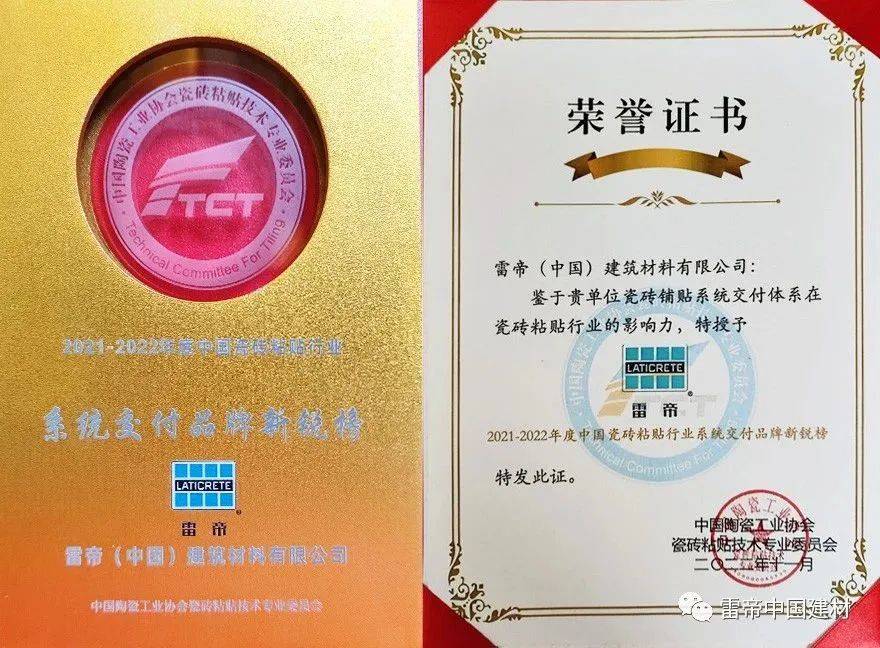 中国陶瓷工业协会瓷砖粘贴技术专业委员会
TCT
Technical Committee For Tiling
2021-2022年度中国瓷砖粘贴行业
系统交付品牌新锐榜
LATICRETE
雷帝
雷帝（中国）建筑材料有限公司
中国陶瓷工业协会瓷砖粘贴技术专业委员会
荣誉证书
雷帝（中国）建筑材料有限公司：
鉴于贵单位瓷砖铺贴系统交付体系在
瓷砖粘贴行业的影响力，特授予
LATICRETE
雷帝
2021-2022年度中国瓷砖粘贴行业系统交付品牌新锐榜
特发此证。
中国陶瓷工业协会
瓷砖粘贴技术专业委员会
二〇二二年十一月
雷帝中国建材